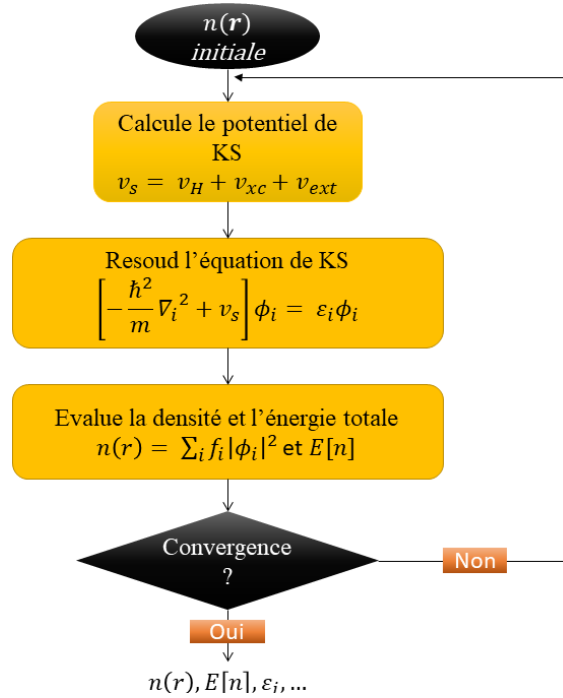 n(r)
initiale
Calcule le potentiel de
KS
v_s = v_H + v_xc + v_ext
Resoud l’équation de KS
[−ℏ²/m ∇_i² + v_s] ϕ_i = ε_i ϕ_i
Evalue la densité et l’énergie totale
n(r) = ∑_i f_i|ϕ_i|² et E[n]
Convergence
?
Non
Oui
n(r), E[n], ε_i, …